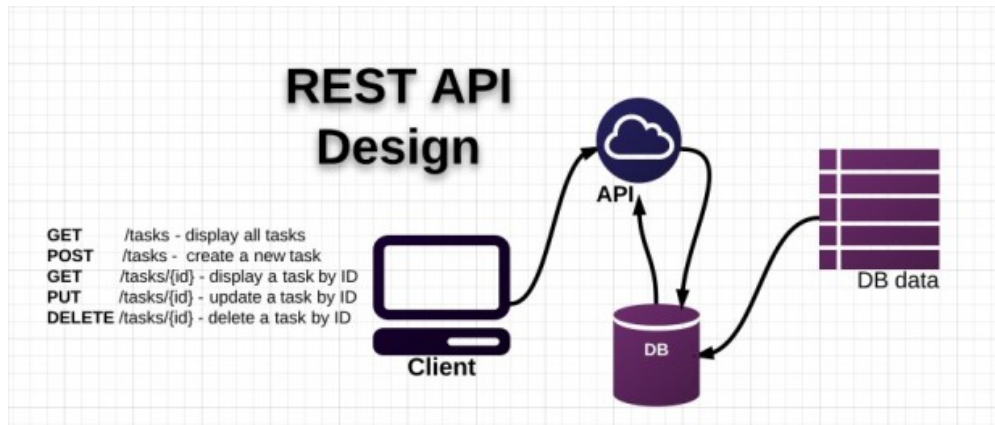 REST API
Design
API
GET /tasks - display all tasks
POST /tasks - create a new task
GET /tasks/{id} - display a task by ID
PUT /tasks/{id} - update a task by ID
DELETE /tasks/{id} - delete a task by ID
Client
DB
DB data